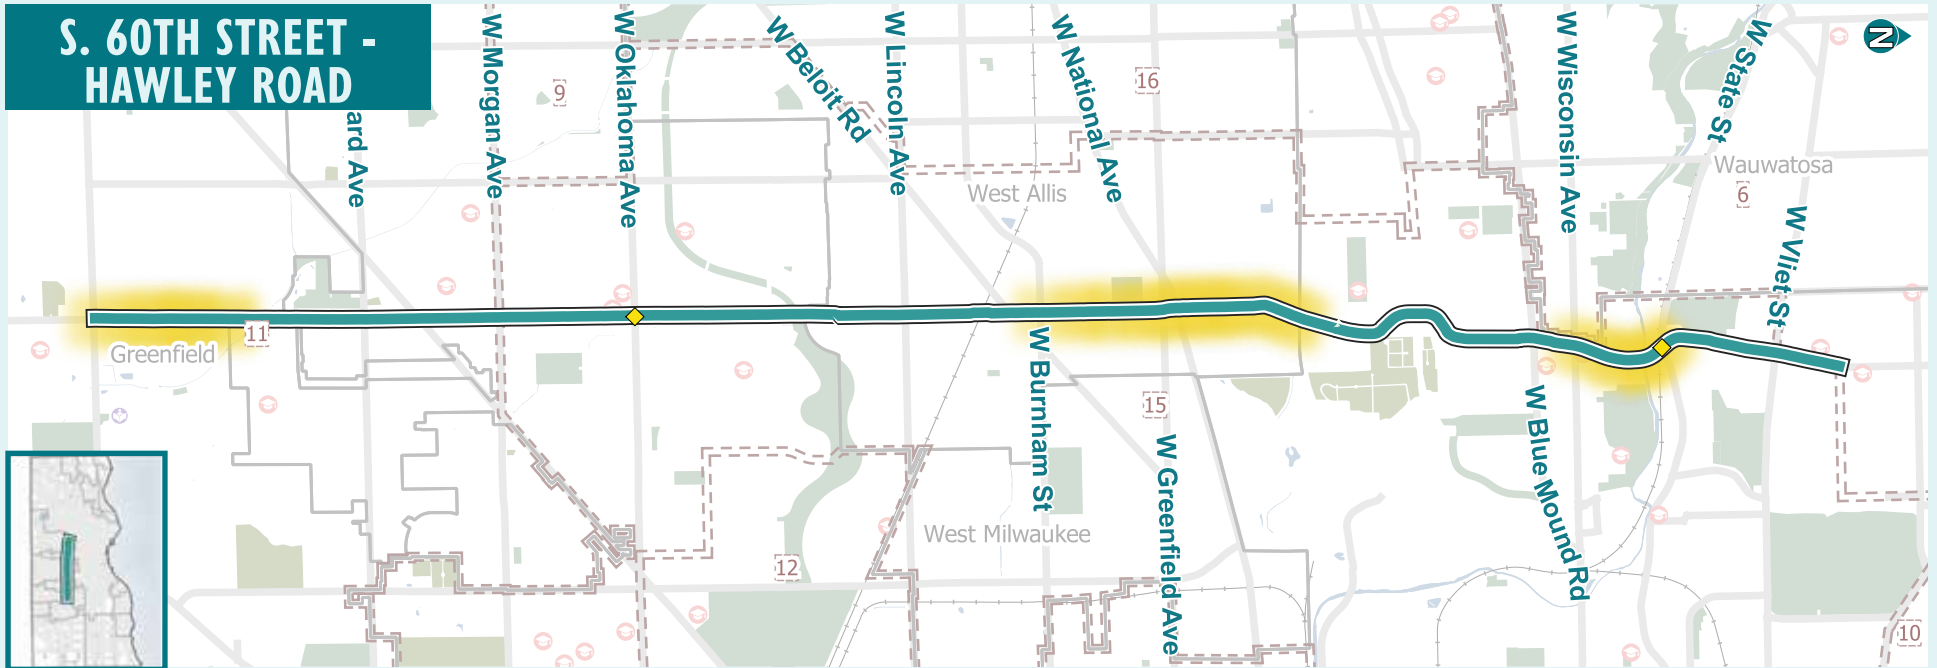 S. 60TH STREET -
HAWLEY ROAD
ard Ave
W Morgan Ave
W Oklahoma Ave
W Beloit Rd
W Lincoln Ave
W National Ave
W Wisconsin Ave
W State St
N
9
16
West Allis
Wauwatosa
6
W Vliet St
11
Greenfield
W Burnham St
15
W Greenfield Ave
W Blue Mound Rd
West Milwaukee
12
10